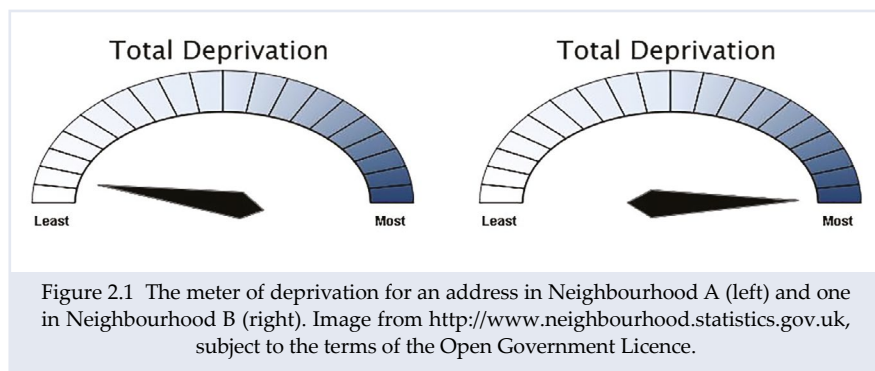 Total Deprivation
Least
Most
Total Deprivation
Least
Most
Figure 2.1 The meter of deprivation for an address in Neighbourhood A (left) and one
in Neighbourhood B (right). Image from http://www.neighbourhood.statistics.gov.uk,
subject to the terms of the Open Government Licence.